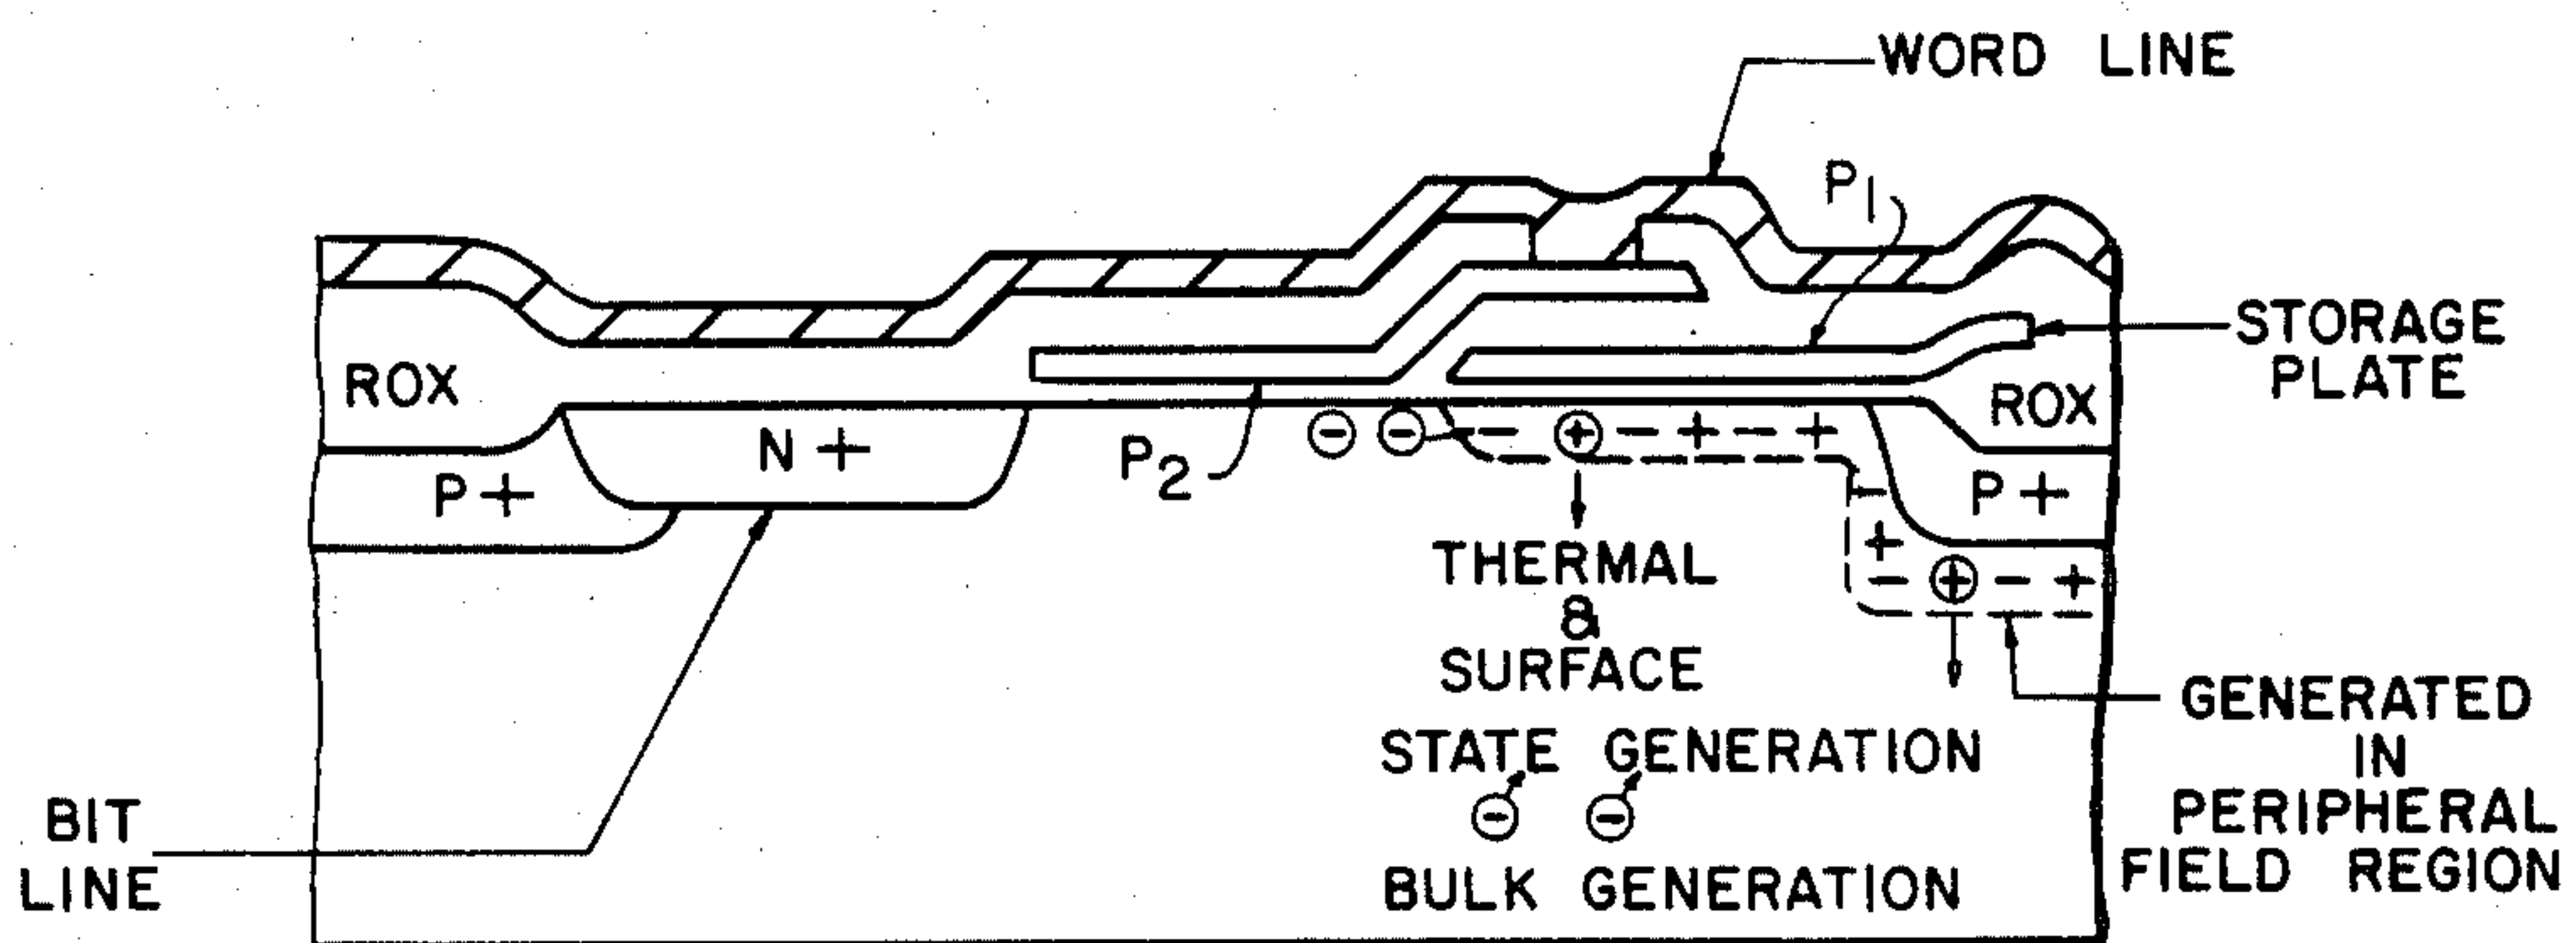 WORD LINE
P1
STORAGE
PLATE
ROX
ROX
N+
P2
P+
P+
THERMAL
&
SURFACE
STATE GENERATION
BULK GENERATION
GENERATED
IN
PERIPHERAL
FIELD REGION
BIT
LINE